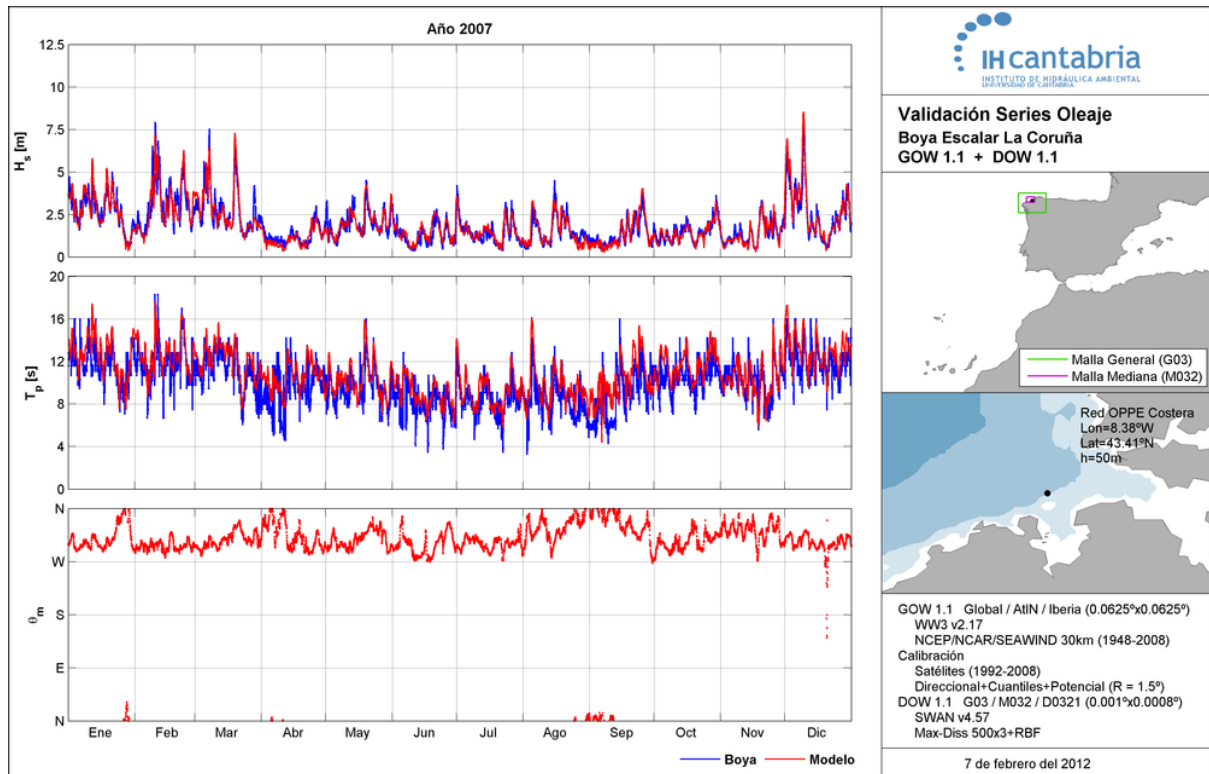 Año 2007
12.5
10
7.5
5
2.5
0
H_s [m]
20
16
12
8
4
0
T_p [s]
N
W
S
E
N
θ_m
Ene Feb Mar Abr May Jun Jul Ago Sep Oct Nov Dic
Boya Modelo
IHcantabria
INSTITUTO DE HIDRÁULICA AMBIENTAL
UNIVERSIDAD DE CANTABRIA
Validación Series Oleaje
Boya Escalar La Coruña
GOW 1.1 + DOW 1.1
Malla General (G03)
Malla Mediana (M032)
Red OPPE Costera
Lon=8.38ºW
Lat=43.41ºN
h=50m
GOW 1.1 Global / AtlN / Iberia (0.0625ºx0.0625º)
WW3 v2.17
NCEP/NCAR/SEAWIND 30km (1948-2008)
Calibración
Satélites (1992-2008)
Direccional+Cuantiles+Potencial (R = 1.5º)
DOW 1.1 G03 / M032 / D0321 (0.001ºx0.0008º)
SWAN v4.57
Max-Diss 500x3+RBF
7 de febrero del 2012